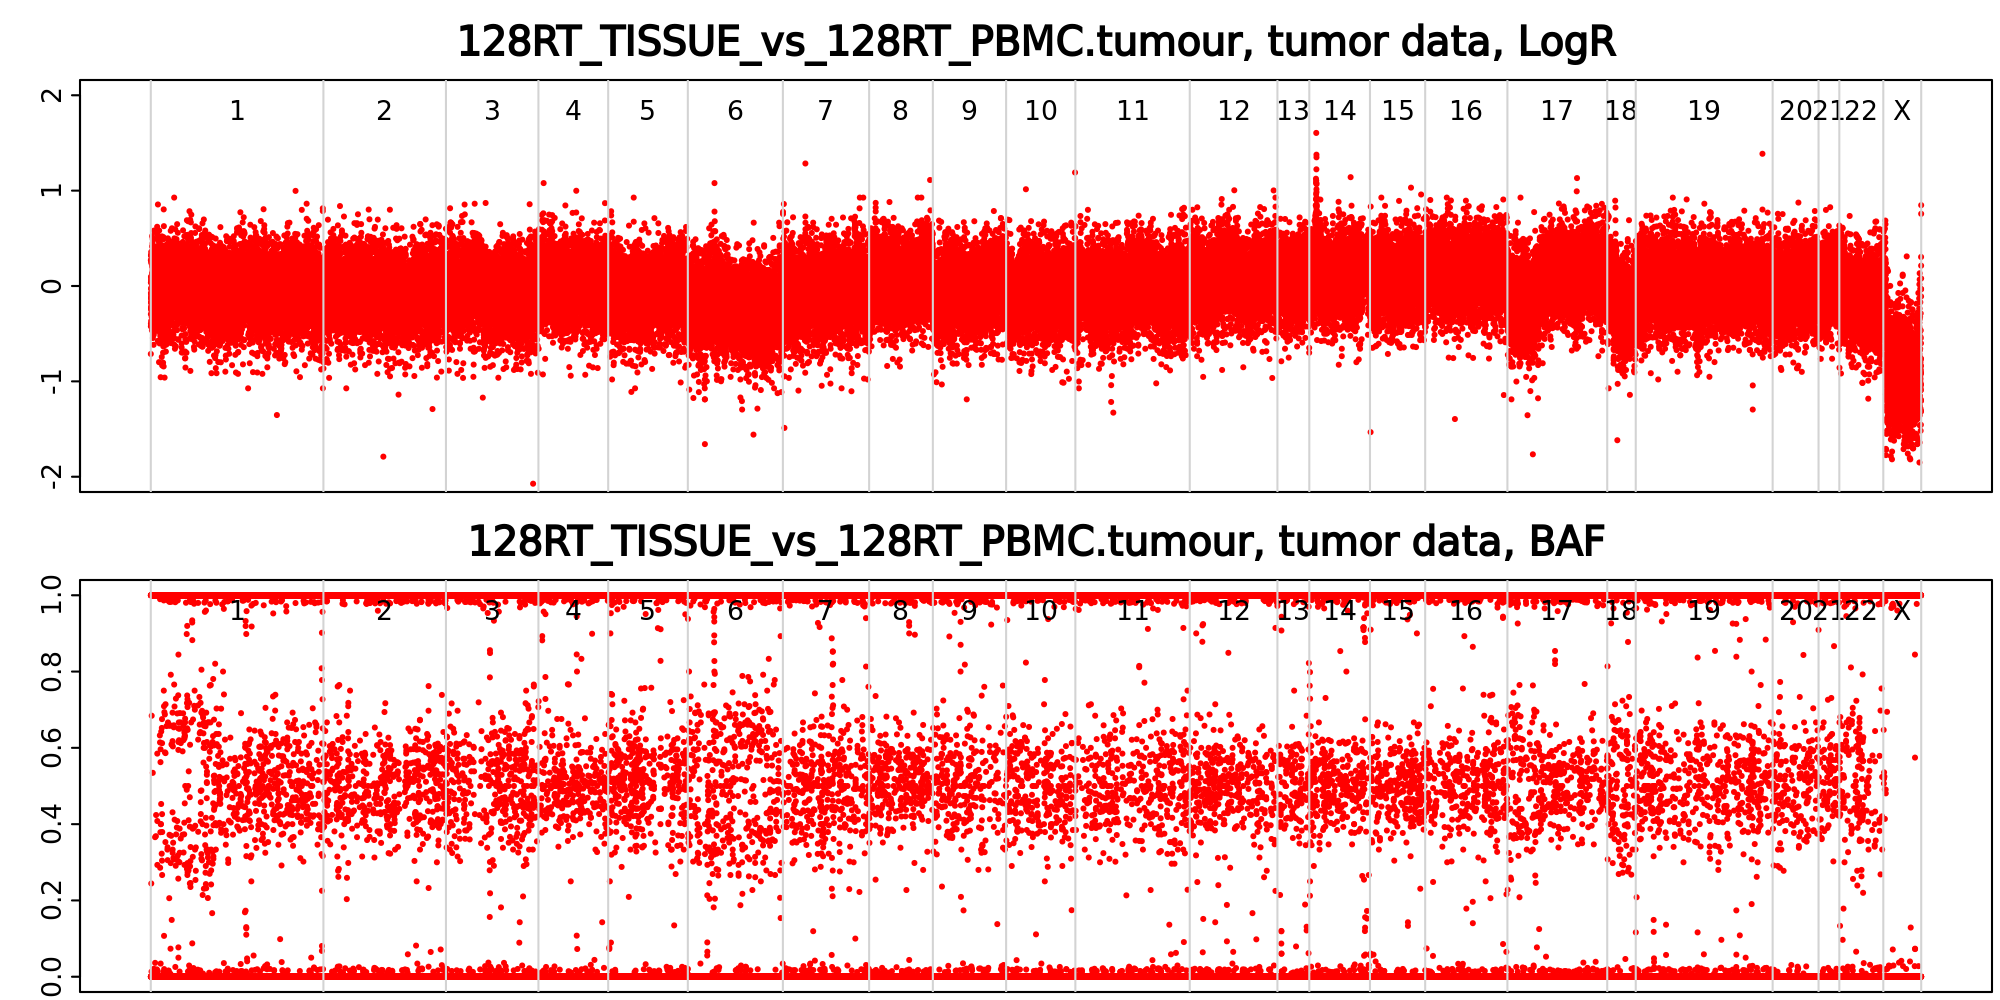 128RT_TISSUE_vs_128RT_PBMC.tumour, tumor data, LogR
2
1
0
-1
-2
1 2 3 4 5 6 7 8 9 10 11 12 13 14 15 16 17 18 19 20 21 22 X
128RT_TISSUE_vs_128RT_PBMC.tumour, tumor data, BAF
1.0
0.8
0.6
0.4
0.2
0.0
1 2 3 4 5 6 7 8 9 10 11 12 13 14 15 16 17 18 19 20 21 22 X